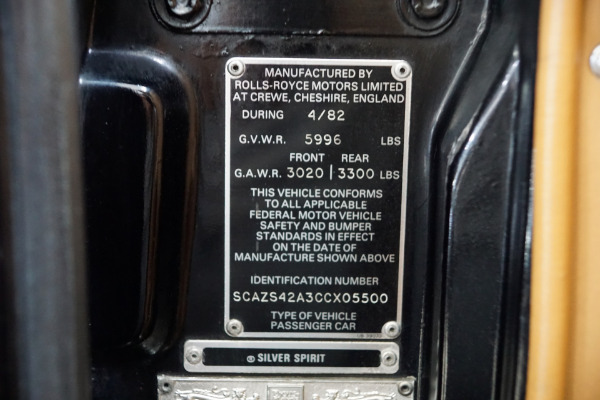 MANUFACTURED BY
ROLLS-ROYCE MOTORS LIMITED
AT CREWE, CHESHIRE, ENGLAND
DURING 4/82
G.V.W.R. 5996 LBS
FRONT REAR
G.A.W.R. 3020 | 3300 LBS
THIS VEHICLE CONFORMS
TO ALL APPLICABLE
FEDERAL MOTOR VEHICLE
SAFETY AND BUMPER
STANDARDS IN EFFECT
ON THE DATE OF
MANUFACTURE SHOWN ABOVE
IDENTIFICATION NUMBER
SCAZS42A3CCX05500
TYPE OF VEHICLE
PASSENGER CAR
® SILVER SPIRIT